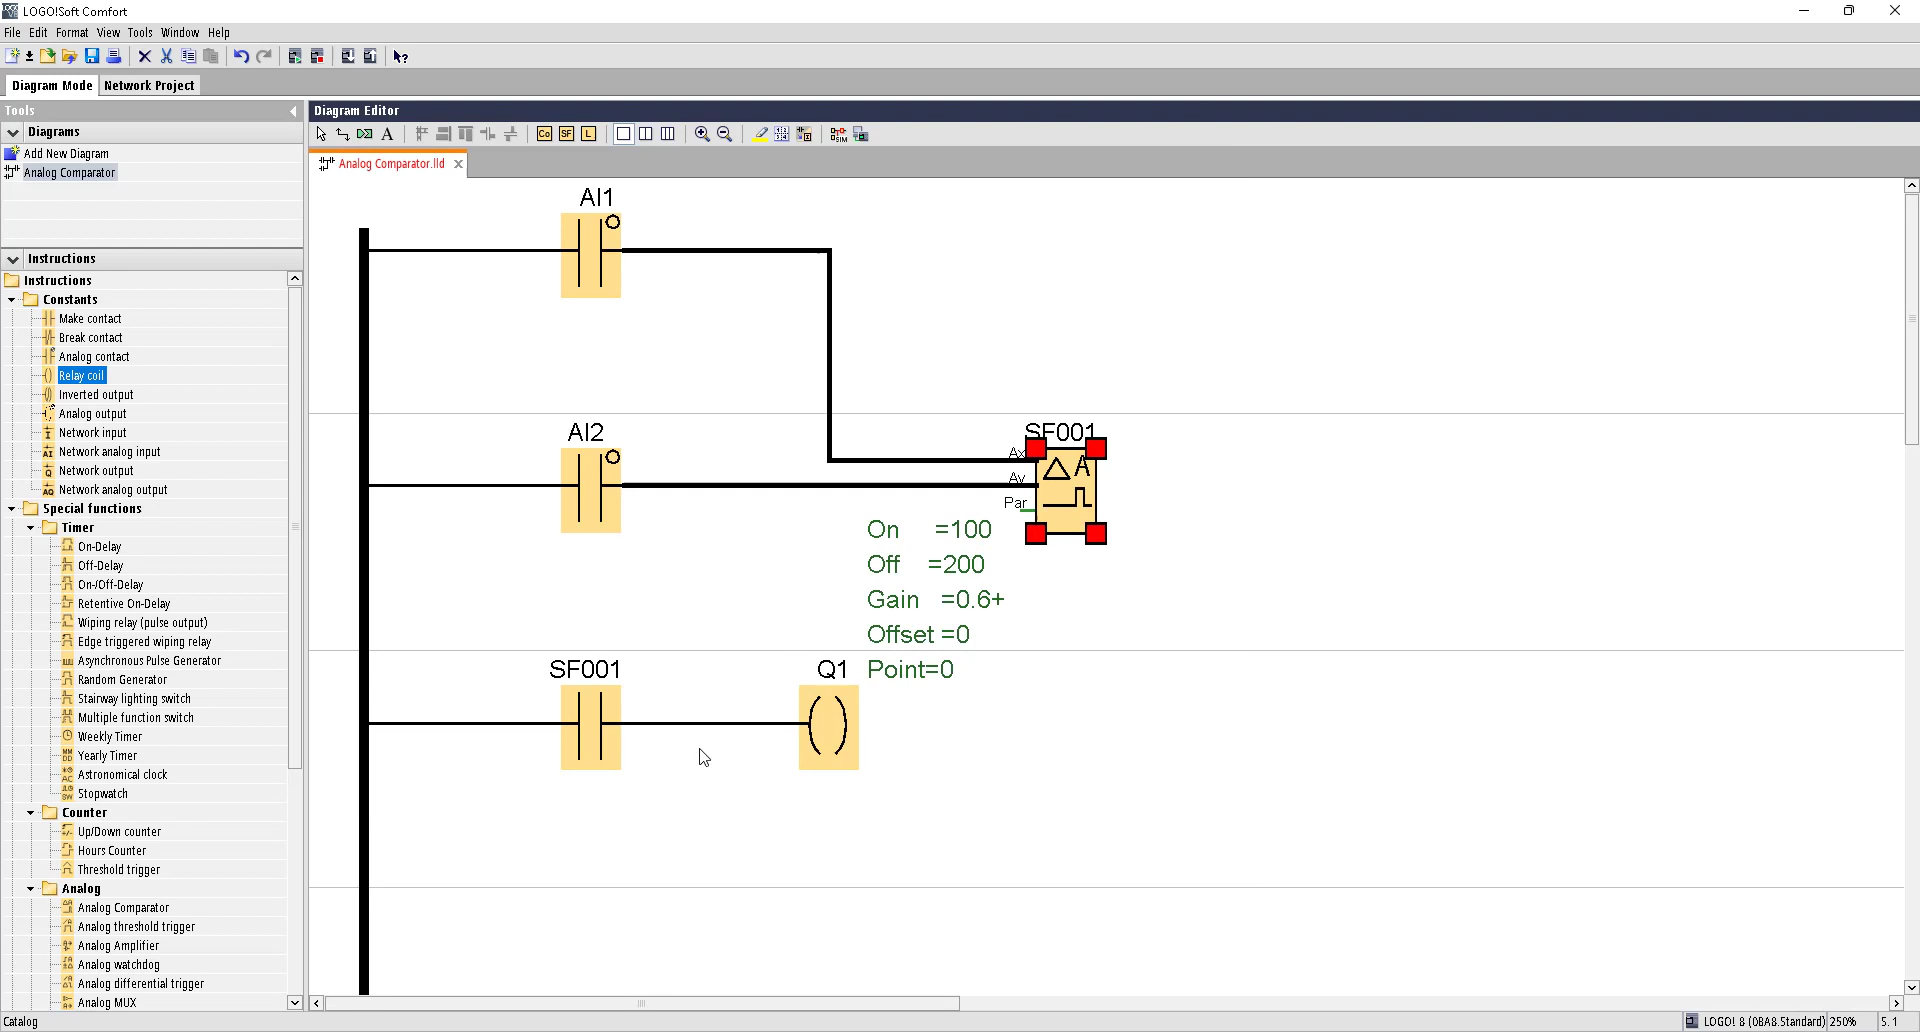 LOGO!Soft Comfort
File Edit Format View Tools Window Help
Diagram Mode Network Project
Tools
Diagrams
Add New Diagram
Analog Comparator
Instructions
Instructions
Constants
Make contact
Break contact
Analog contact
Relay coil
Inverted output
Analog output
Network input
Network analog input
Network output
Network analog output
Special functions
Timer
On-Delay
Off-Delay
On-/Off-Delay
Retentive On-Delay
Wiping relay (pulse output)
Edge triggered wiping relay
Asynchronous Pulse Generator
Random Generator
Stairway lighting switch
Multiple function switch
Weekly Timer
Yearly Timer
Astronomical clock
Stopwatch
Counter
Up/Down counter
Hours Counter
Threshold trigger
Analog
Analog Comparator
Analog threshold trigger
Analog Amplifier
Analog watchdog
Analog differential trigger
Analog MUX
Diagram Editor
A Co SF L SIM
Analog Comparator.lld
AI1
AI2
SF001
Ax
Av
Par
A
On =100
Off =200
Gain =0.6+
Offset =0
Point=0
SF001
Q1
Catalog
LOGO! 8 (0BA8.Standard) 250% 5.1